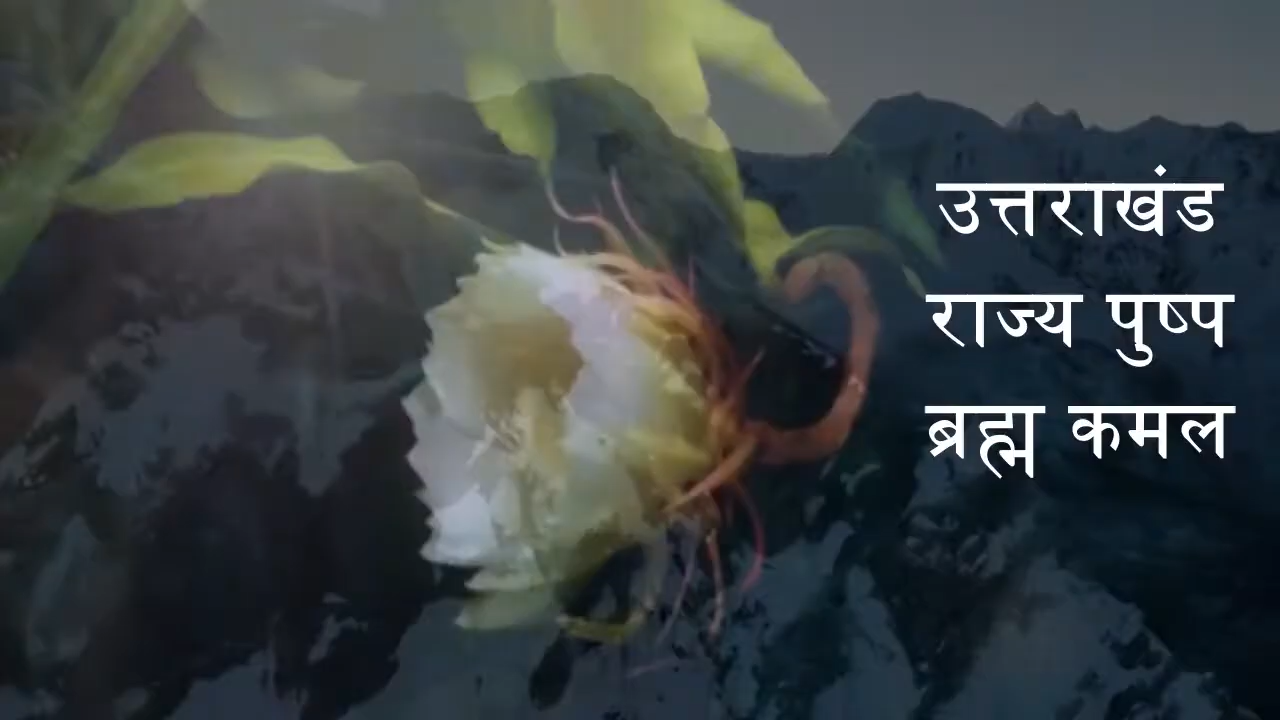 उत्तराखंड
राज्य पुष्प
ब्रह्म कमल